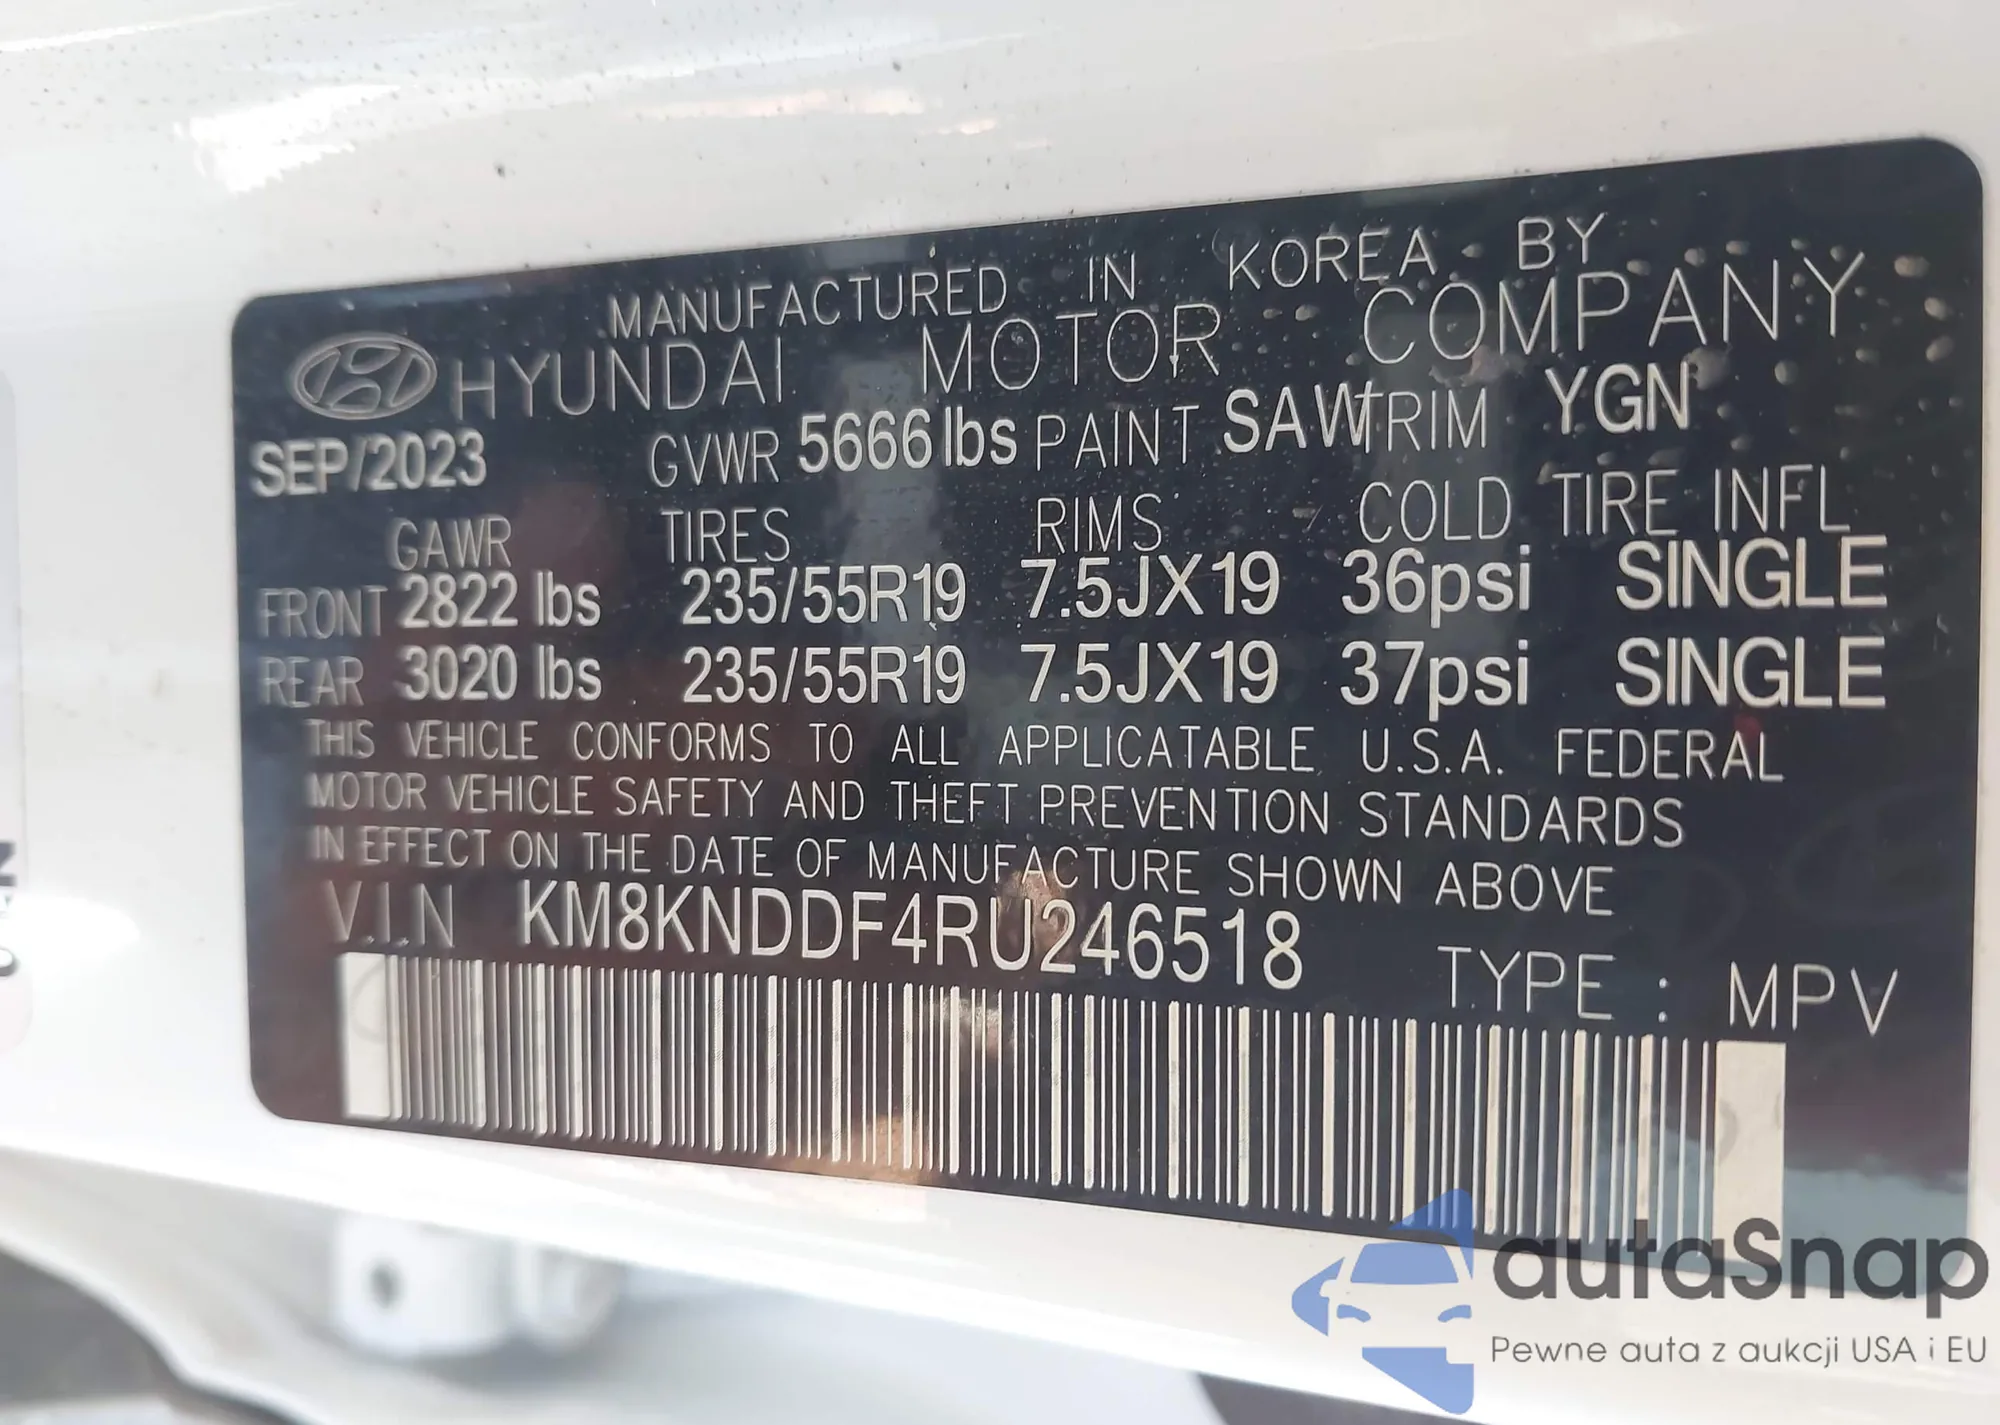 MANUFACTURED IN KOREA BY
HYUNDAI MOTOR COMPANY
SEP/2023 GVWR 5666 lbs PAINT SAW TRIM YGN
GAWR TIRES RIMS COLD TIRE INFL
FRONT 2822 lbs 235/55R19 7.5JX19 36psi SINGLE
REAR 3020 lbs 235/55R19 7.5JX19 37psi SINGLE
THIS VEHICLE CONFORMS TO ALL APPLICATABLE U.S.A. FEDERAL
MOTOR VEHICLE SAFETY AND THEFT PREVENTION STANDARDS
IN EFFECT ON THE DATE OF MANUFACTURE SHOWN ABOVE
V.I.N KM8KNDDF4RU246518
TYPE : MPV
autaSnap
Pewne auta z aukcji USA i EU